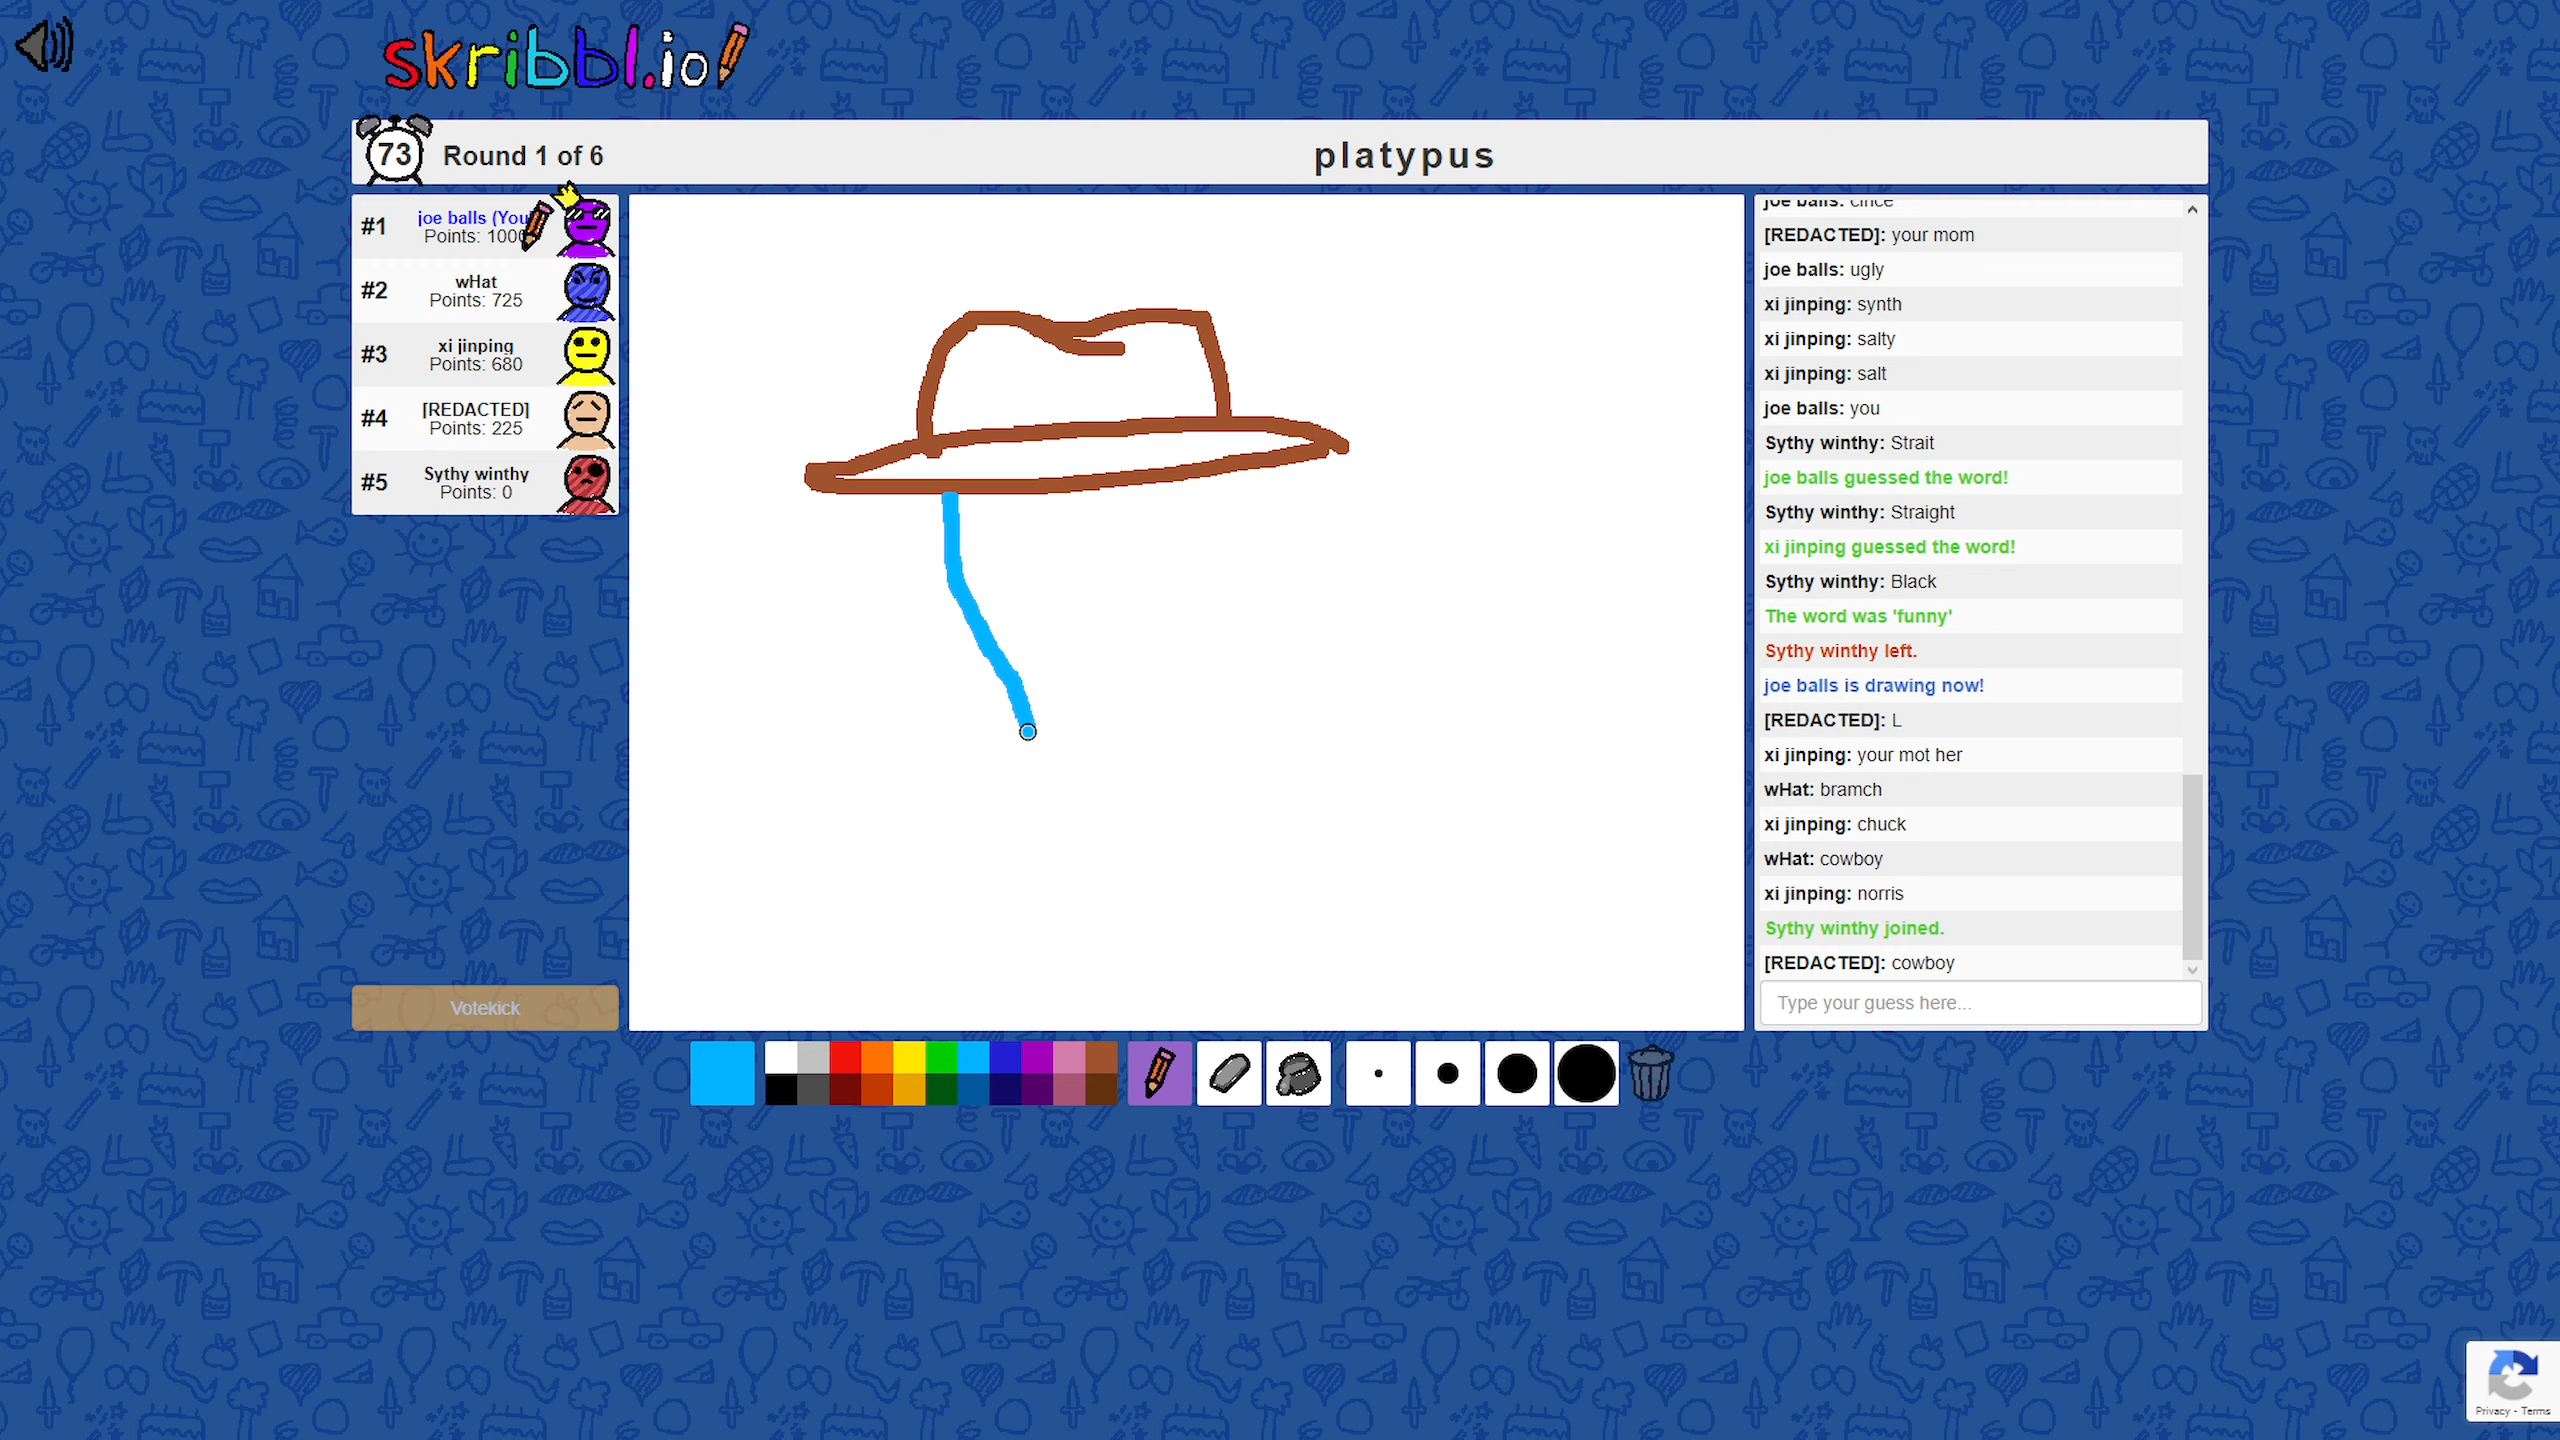 skribbl.io
73
Round 1 of 6
platypus
#1
joe balls (You
Points: 1000
#2
wHat
Points: 725
#3
xi jinping
Points: 680
#4
[REDACTED]
Points: 225
#5
Sythy winthy
Points: 0
Votekick
joe balls: cince
[REDACTED]: your mom
joe balls: ugly
xi jinping: synth
xi jinping: salty
xi jinping: salt
joe balls: you
Sythy winthy: Strait
joe balls guessed the word!
Sythy winthy: Straight
xi jinping guessed the word!
Sythy winthy: Black
The word was 'funny'
Sythy winthy left.
joe balls is drawing now!
[REDACTED]: L
xi jinping: your mot her
wHat: bramch
xi jinping: chuck
wHat: cowboy
xi jinping: norris
Sythy winthy joined.
[REDACTED]: cowboy
Type your guess here...
Privacy - Terms